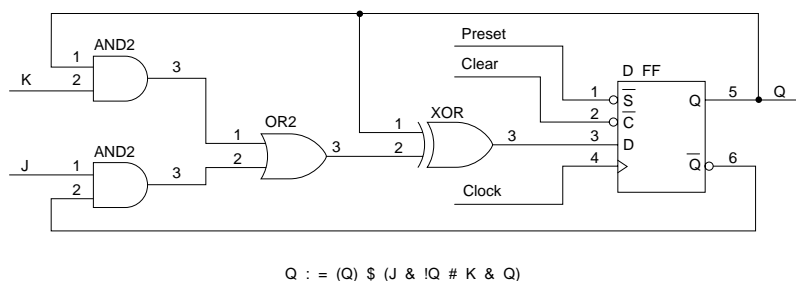 AND2
1
2
3
K
AND2
1
2
3
J
OR2
1
2
3
XOR
1
2
3
Preset
Clear
Clock
D FF
1
S
2
C
3
D
4
Q
5
Q
Q
6
Q : = (Q) $ (J & !Q # K & Q)